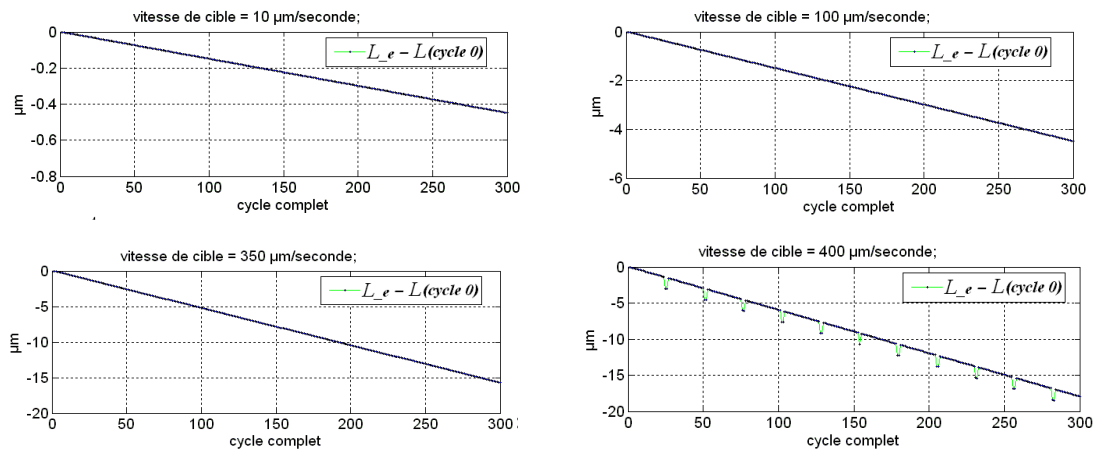 vitesse de cible = 10 µm/seconde;
0
-0.2
-0.4
-0.6
-0.8
µm
L_e – L(cycle 0)
0 50 100 150 200 250 300
cycle complet
vitesse de cible = 100 µm/seconde;
0
-2
-4
-6
µm
L_e – L(cycle 0)
0 50 100 150 200 250 300
cycle complet
vitesse de cible = 350 µm/seconde;
0
-5
-10
-15
-20
µm
L_e – L(cycle 0)
0 50 100 150 200 250 300
cycle complet
vitesse de cible = 400 µm/seconde;
0
-5
-10
-15
-20
µm
L_e – L(cycle 0)
0 50 100 150 200 250 300
cycle complet